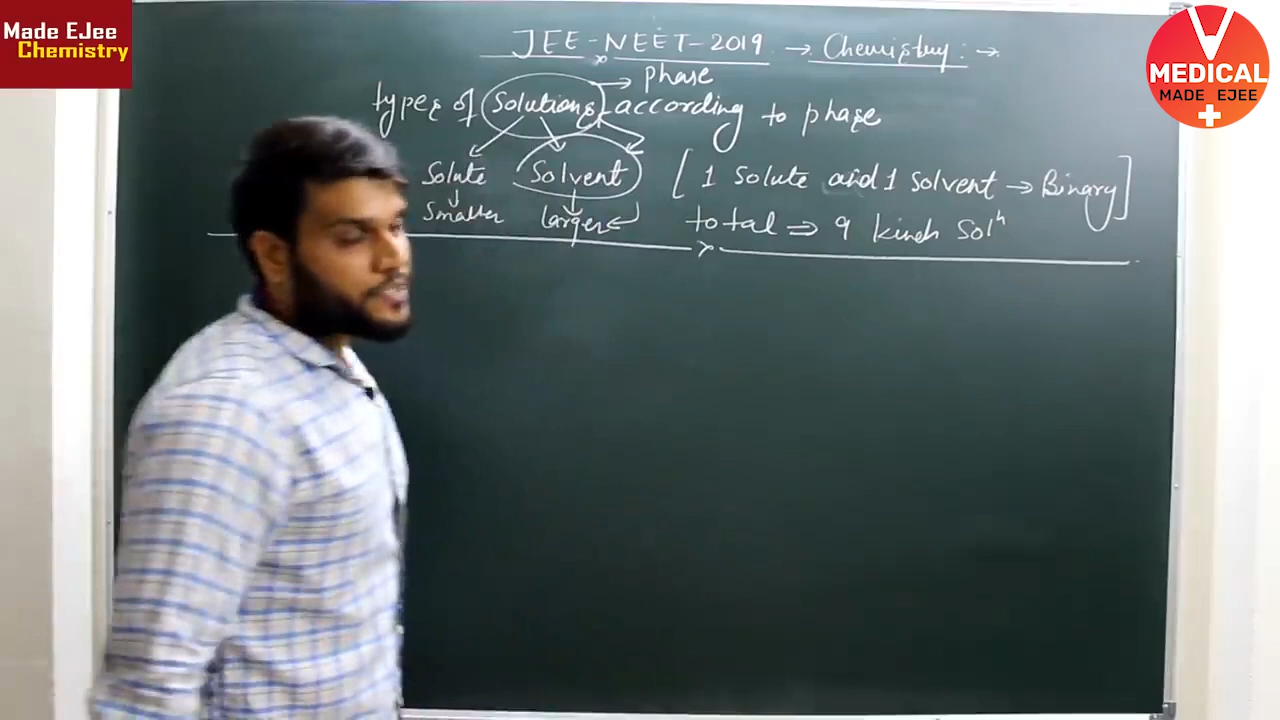 Made EJee
Chemistry
V
MEDICAL
MADE EJEE
JEE-NEET-2019 → Chemistry: →
phase
types of Solutions according to phase
Solute Solvent [1 Solute and 1 Solvent → Binary]
Smaller larger total ⇒ 9 kinds Solⁿ